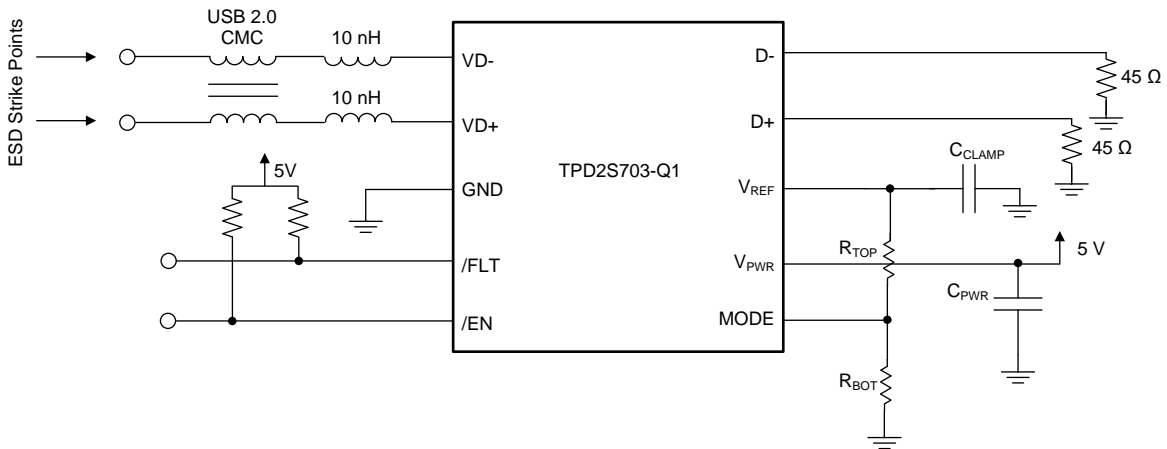 ESD Strike Points
USB 2.0
CMC
10 nH
10 nH
5V
VD-
VD+
GND
/FLT
/EN
TPD2S703-Q1
D-
D+
VREF
VPWR
MODE
45 Ω
45 Ω
CCLAMP
RTOP
5 V
CPWR
RBOT